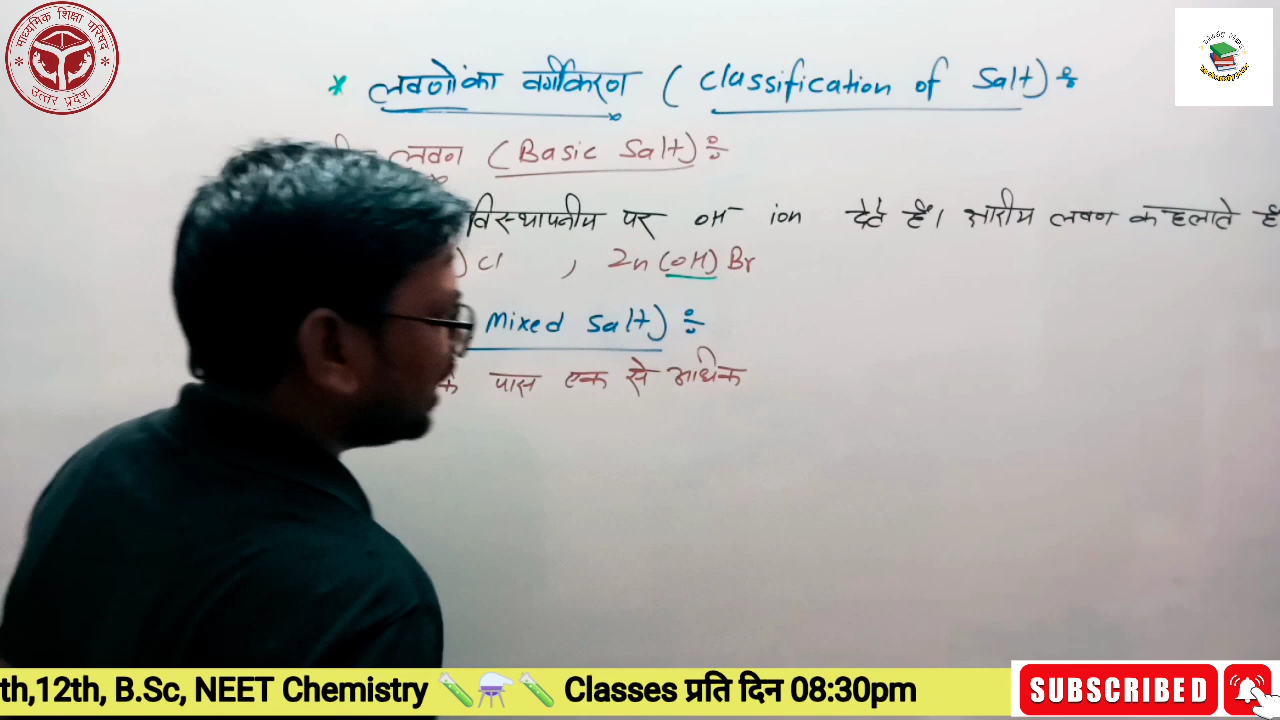 माध्यमिक शिक्षा परिषद
उत्तर प्रदेश
* लवणों का वर्गीकरण ( Classification of Salt) :-
लवण ( Basic Salt) :-
विस्थापनीय पर OH⁻ ion देते हैं। क्षारीय लवण कहलाते हैं
) Cl , Zn (OH) Br
Mixed Salt) :-
के पास एक से अधिक
th,12th, B.Sc, NEET Chemistry Classes प्रति दिन 08:30pm
SUBSCRIBED